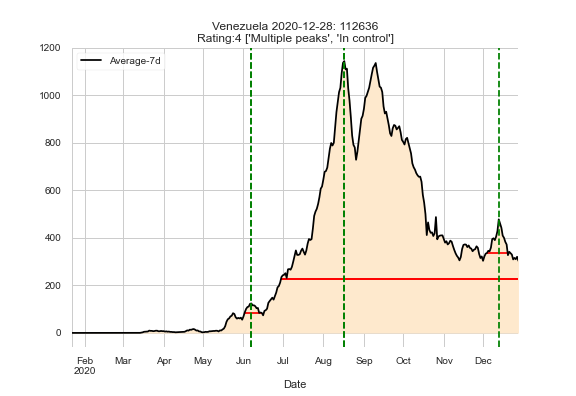 Venezuela 2020-12-28: 112636
Rating:4 ['Multiple peaks', 'In control']
Average-7d
1200
1000
800
600
400
200
0
Feb Mar Apr May Jun Jul Aug Sep Oct Nov Dec
2020
Date